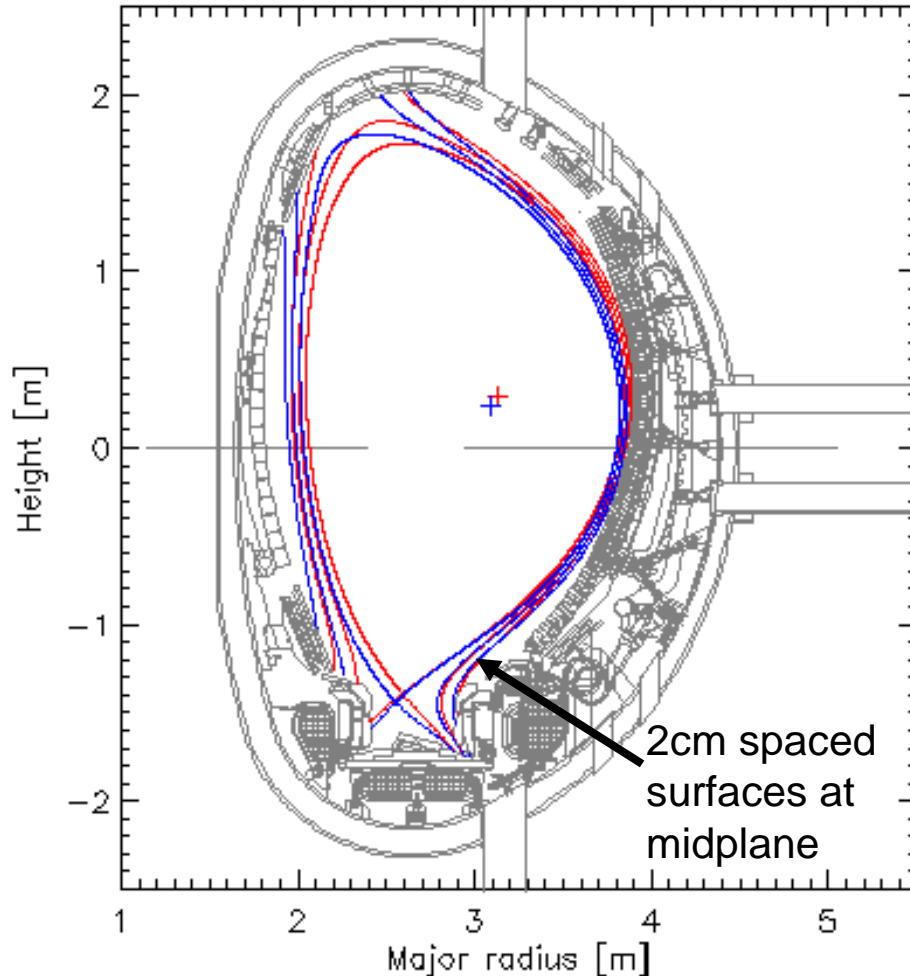 2
1
0
-1
-2
Height [m]
2cm spaced
surfaces at
midplane
1
2
3
4
5
Major radius [m]